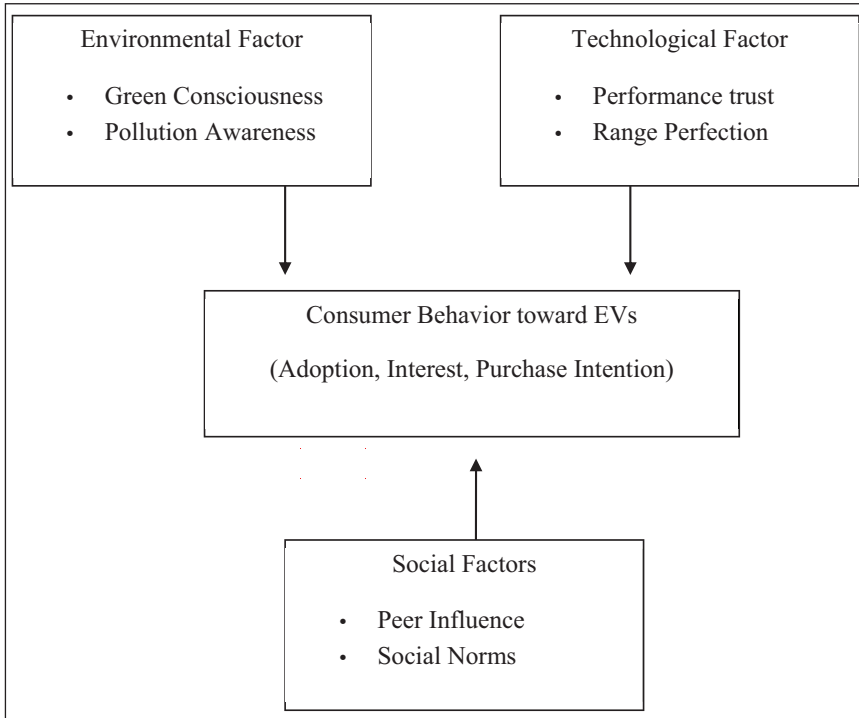 Environmental Factor
• Green Consciousness
• Pollution Awareness
Technological Factor
• Performance trust
• Range Perfection
Consumer Behavior toward EVs
(Adoption, Interest, Purchase Intention)
Social Factors
• Peer Influence
• Social Norms